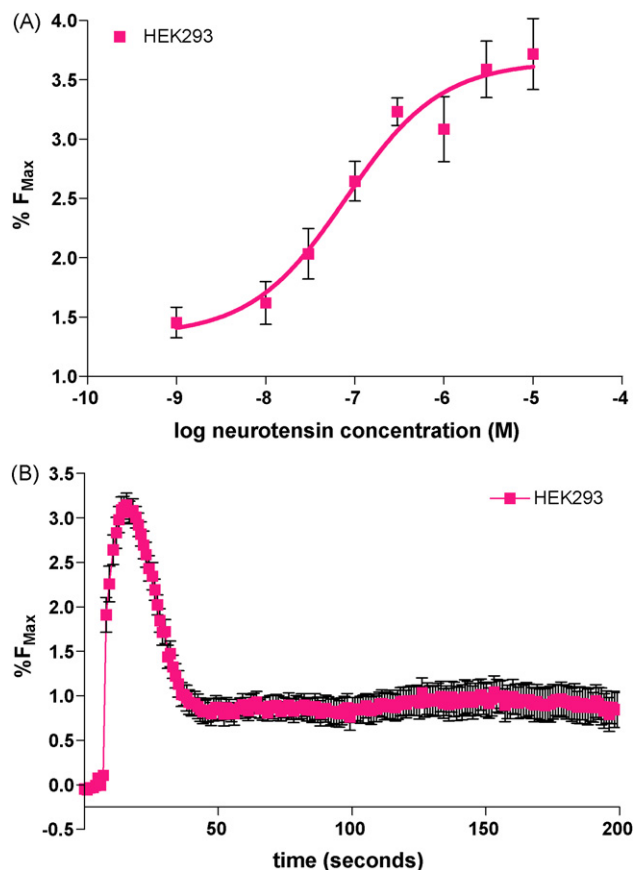 (A)
HEK293
4.0
3.5
3.0
2.5
2.0
1.5
1.0
% FMax
-10 -9 -8 -7 -6 -5 -4
log neurotensin concentration (M)
(B)
HEK293
3.5
3.0
2.5
2.0
1.5
1.0
0.5
0.0
-0.5
%FMax
50 100 150 200
time (seconds)